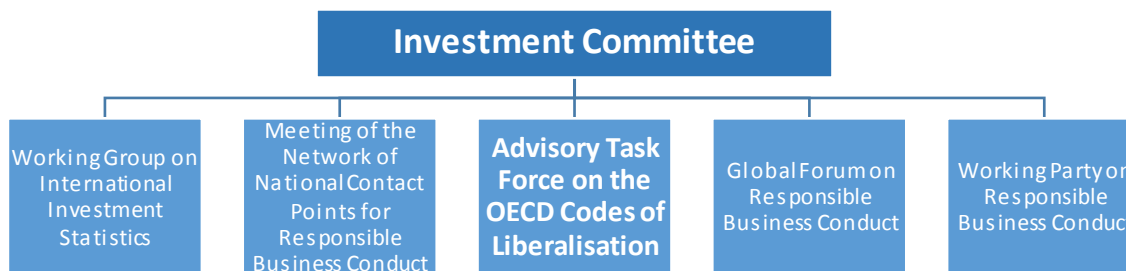 Investment Committee
Working Group on
International
Investment
Statistics
Meeting of the
Network of
National Contact
Points for
Responsible
Business Conduct
Advisory Task
Force on the
OECD Codes of
Liberalisation
Global Forum on
Responsible
Business Conduct
Working Party on
Responsible
Business Conduct